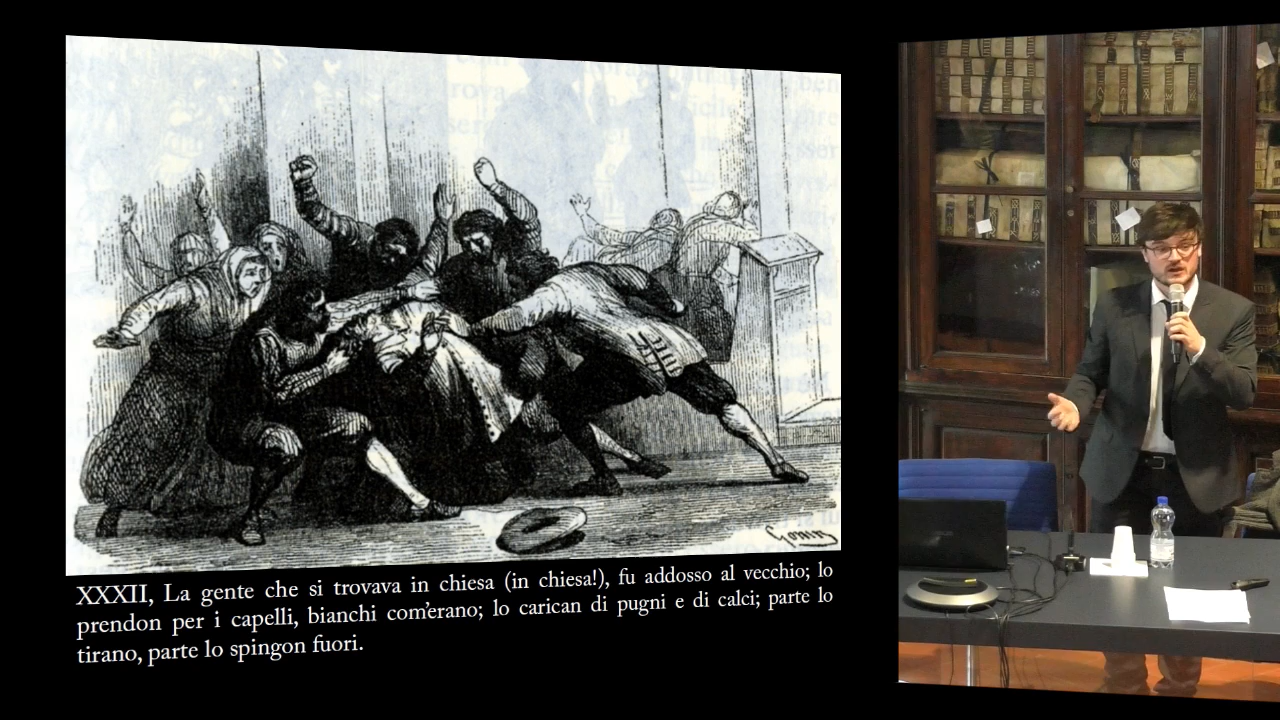 Gonin
XXXII, La gente che si trovava in chiesa (in chiesa!), fu addosso al vecchio; lo
prendon per i capelli, bianchi com'erano; lo carican di pugni e di calci; parte lo
tirano, parte lo spingon fuori.